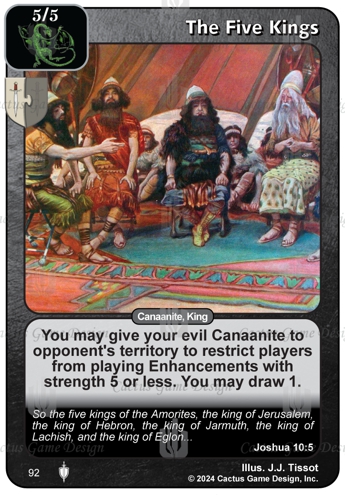 5/5
The Five Kings
Canaanite, King
You may give your evil Canaanite to
opponent's territory to restrict players
from playing Enhancements with
strength 5 or less. You may draw 1.
So the five kings of the Amorites, the king of Jerusalem,
the king of Hebron, the king of Jarmuth, the king of
Lachish, and the king of Eglon...
Joshua 10:5
92
Illus. J.J. Tissot
© 2024 Cactus Game Design, Inc.
Cactus Game Design